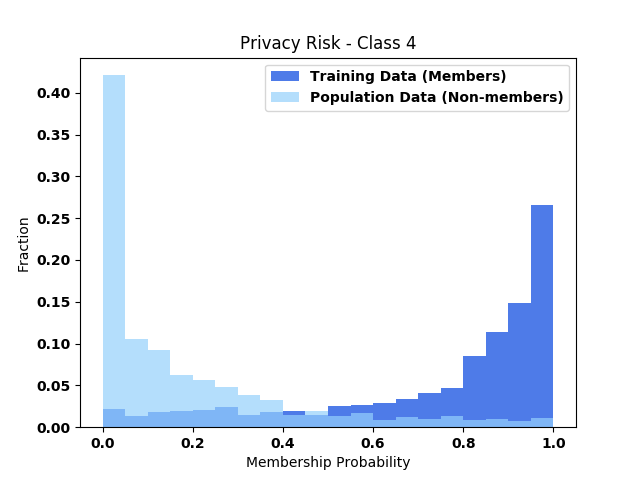 Privacy Risk - Class 4
Training Data (Members)
Population Data (Non-members)
0.40
0.35
0.30
0.25
0.20
0.15
0.10
0.05
0.00
Fraction
0.0 0.2 0.4 0.6 0.8 1.0
Membership Probability